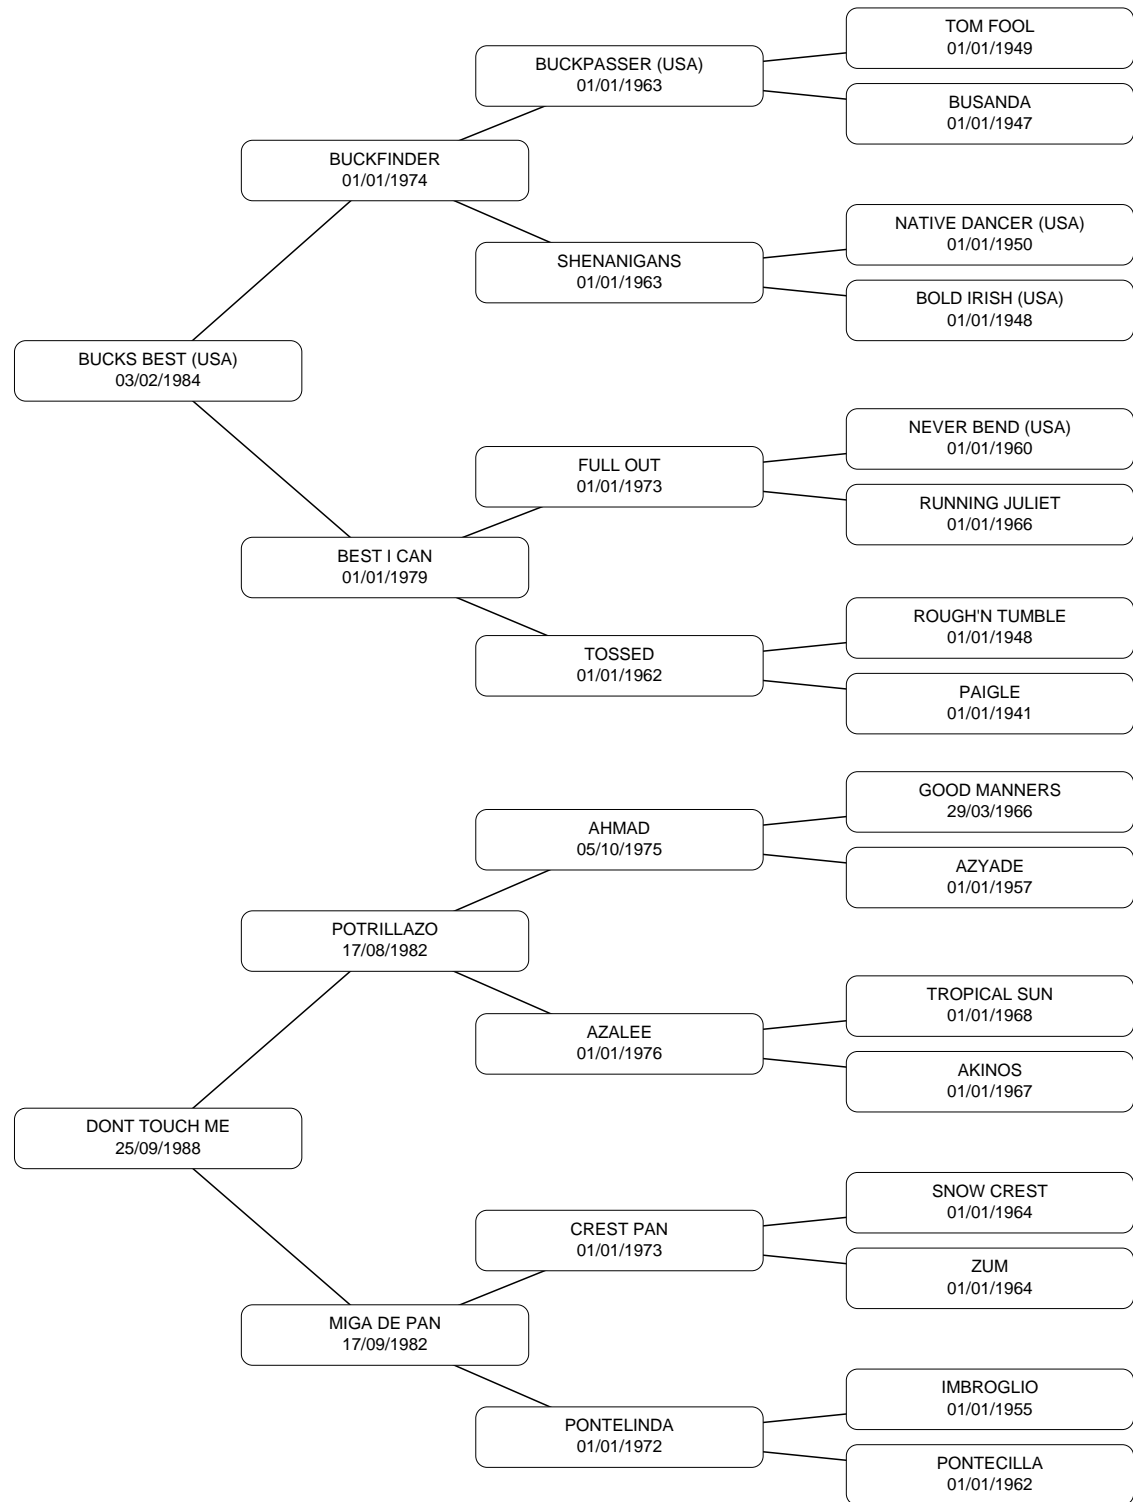 TOM FOOL
01/01/1949
BUCKPASSER (USA)
01/01/1963
BUSANDA
01/01/1947
BUCKFINDER
01/01/1974
NATIVE DANCER (USA)
01/01/1950
SHENANIGANS
01/01/1963
BOLD IRISH (USA)
01/01/1948
BUCKS BEST (USA)
03/02/1984
NEVER BEND (USA)
01/01/1960
FULL OUT
01/01/1973
RUNNING JULIET
01/01/1966
BEST I CAN
01/01/1979
ROUGH'N TUMBLE
01/01/1948
TOSSED
01/01/1962
PAIGLE
01/01/1941
GOOD MANNERS
29/03/1966
AHMAD
05/10/1975
AZYADE
01/01/1957
POTRILLAZO
17/08/1982
TROPICAL SUN
01/01/1968
AZALEE
01/01/1976
AKINOS
01/01/1967
DONT TOUCH ME
25/09/1988
SNOW CREST
01/01/1964
CREST PAN
01/01/1973
ZUM
01/01/1964
MIGA DE PAN
17/09/1982
IMBROGLIO
01/01/1955
PONTELINDA
01/01/1972
PONTECILLA
01/01/1962